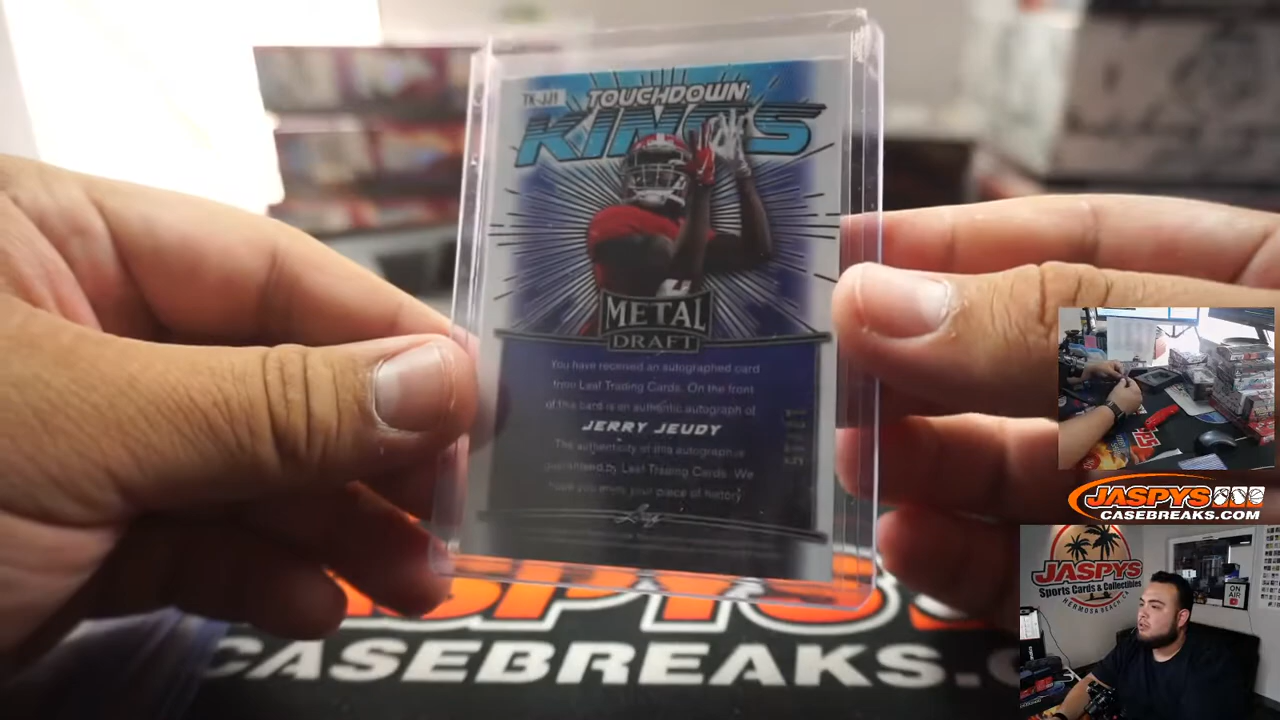 TK-JJ1
TOUCHDOWN
KINGS
METAL
DRAFT
You have received an autographed card
from Leaf Trading Cards. On the front
of this card is an authentic autograph of
JERRY JEUDY
The authenticity of this autograph is
guaranteed by Leaf Trading Cards. We
hope you enjoy your piece of history
Leaf
CASEBREAKS.
JASPYS
CASEBREAKS.COM
JASPYS
Sports Cards & Collectibles
HERMOSA BEACH, CA
ON
AIR